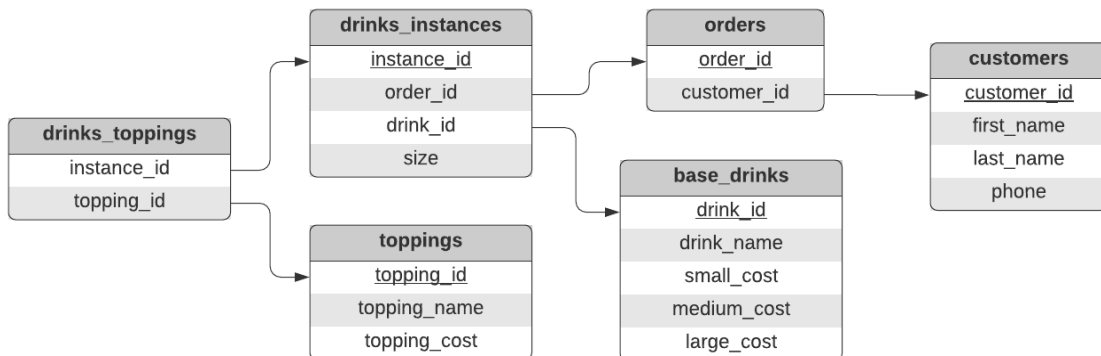 drinks_toppings
instance_id
topping_id
drinks_instances
instance_id
order_id
drink_id
size
toppings
topping_id
topping_name
topping_cost
orders
order_id
customer_id
base_drinks
drink_id
drink_name
small_cost
medium_cost
large_cost
customers
customer_id
first_name
last_name
phone